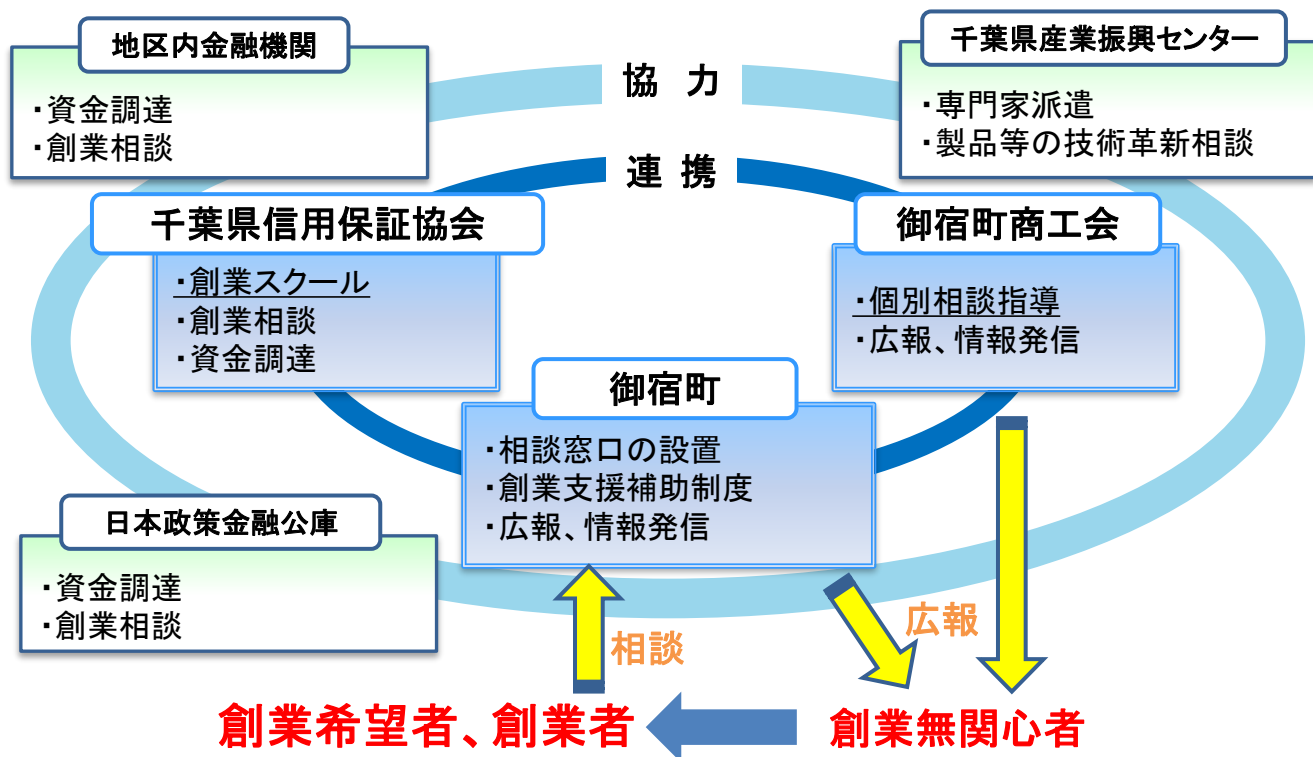 地区内金融機関
・資金調達
・創業相談
千葉県産業振興センター
・専門家派遣
・製品等の技術革新相談
協 力
連 携
千葉県信用保証協会
・創業スクール
・創業相談
・資金調達
御宿町商工会
・個別相談指導
・広報、情報発信
御宿町
・相談窓口の設置
・創業支援補助制度
・広報、情報発信
日本政策金融公庫
・資金調達
・創業相談
相談
広報
創業希望者、創業者
創業無関心者